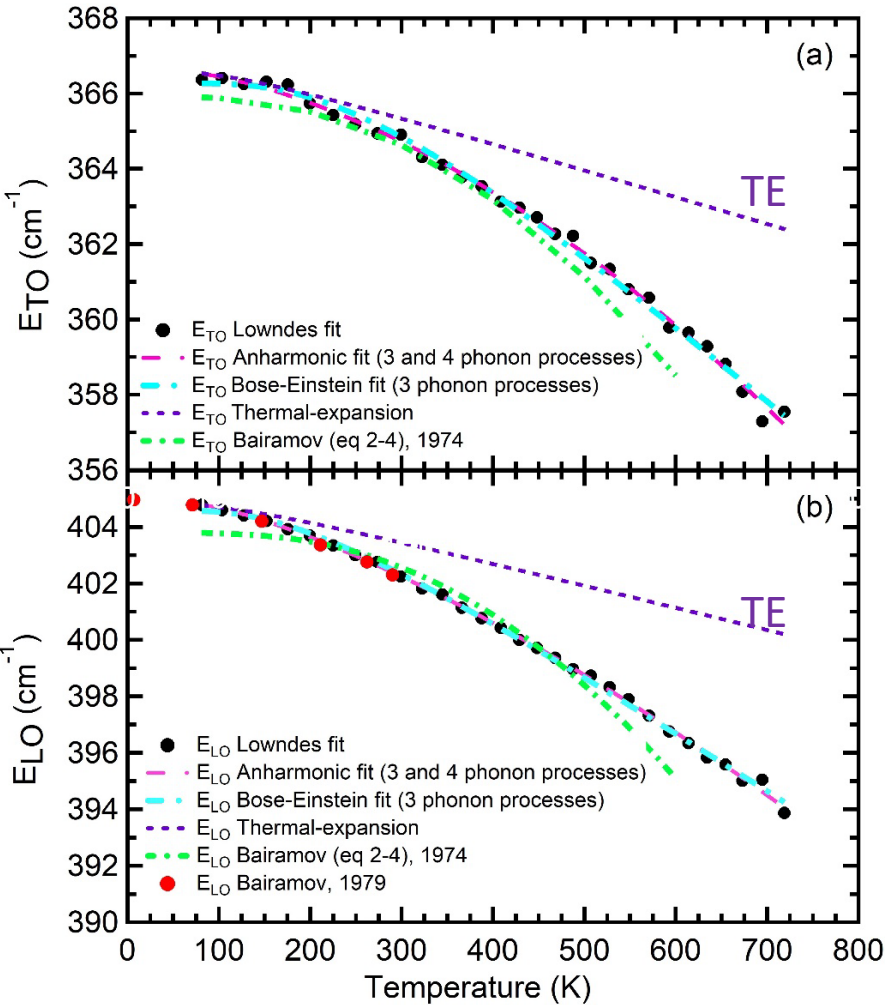 368
366
364
362
360
358
356
E_TO (cm⁻¹)
(a)
TE
E_TO Lowndes fit
E_TO Anharmonic fit (3 and 4 phonon processes)
E_TO Bose-Einstein fit (3 phonon processes)
E_TO Thermal-expansion
E_TO Bairamov (eq 2-4), 1974
404
402
400
398
396
394
392
390
E_LO (cm⁻¹)
(b)
TE
E_LO Lowndes fit
E_LO Anharmonic fit (3 and 4 phonon processes)
E_LO Bose-Einstein fit (3 phonon processes)
E_LO Thermal-expansion
E_LO Bairamov (eq 2-4), 1974
E_LO Bairamov, 1979
0 100 200 300 400 500 600 700 800
Temperature (K)